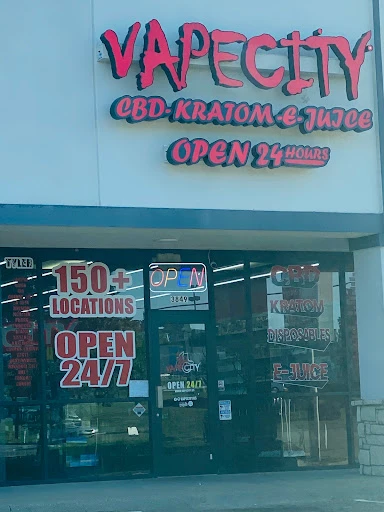 VAPECITY
CBD-KRATOM-E-JUICE
OPEN 24 HOURS
TYLER
150+
LOCATIONS
OPEN
3849
CBD
KRATOM
DISPOSABLES
E-JUICE
OPEN
24/7
VAPECITY
OPEN 24/7